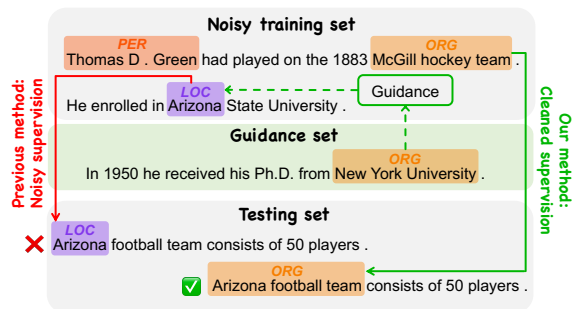 Noisy training set
PER ORG
Thomas D . Green had played on the 1883 McGill hockey team .
LOC
Guidance
He enrolled in Arizona State University .
Guidance set
ORG
In 1950 he received his Ph.D. from New York University .
Testing set
LOC
Arizona football team consists of 50 players .
ORG
Arizona football team consists of 50 players .
Previous method:
Noisy supervision
Our method:
Cleaned supervision